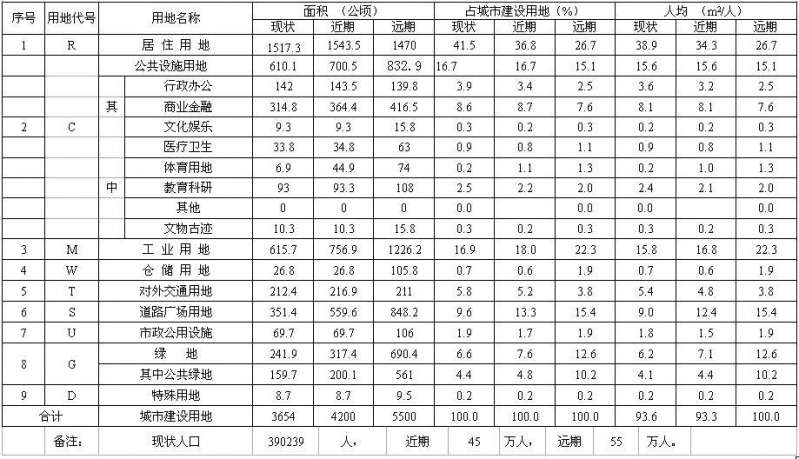 序号 用地代号 用地名称 面积 （公顷） 占城市建设用地（%） 人均 （m²/人）
现状 近期 远期 现状 近期 远期 现状 近期 远期
1 R 居 住 用 地 1517.3 1543.5 1470 41.5 36.8 26.7 38.9 34.3 26.7
公共设施用地 610.1 700.5 832.9 16.7 16.7 15.1 15.6 15.6 15.1
行政办公 142 143.5 139.8 3.9 3.4 2.5 3.6 3.2 2.5
其 商业金融 314.8 364.4 416.5 8.6 8.7 7.6 8.1 8.1 7.6
2 C 文化娱乐 9.3 9.3 15.8 0.3 0.2 0.3 0.2 0.2 0.3
医疗卫生 33.8 34.8 63 0.9 0.8 1.1 0.9 0.8 1.1
体育用地 6.9 44.9 74 0.2 1.1 1.3 0.2 1.0 1.3
中 教育科研 93 93.3 108 2.5 2.2 2.0 2.4 2.1 2.0
其他 0 0 0 0.0 0.0 0.0 0.0
文物古迹 10.3 10.3 15.8 0.3 0.2 0.3 0.3 0.2 0.3
3 M 工 业 用 地 615.7 756.9 1226.2 16.9 18.0 22.3 15.8 16.8 22.3
4 W 仓 储 用 地 26.8 26.8 105.8 0.7 0.6 1.9 0.7 0.6 1.9
5 T 对外交通用地 212.4 216.9 211 5.8 5.2 3.8 5.4 4.8 3.8
6 S 道路广场用地 351.4 559.6 848.2 9.6 13.3 15.4 9.0 12.4 15.4
7 U 市政公用设施 69.7 69.7 106 1.9 1.7 1.9 1.8 1.5 1.9
8 G 绿 地 241.9 317.4 690.4 6.6 7.6 12.6 6.2 7.1 12.6
其中公共绿地 159.7 200.1 561 4.4 4.8 10.2 4.1 4.4 10.2
9 D 特殊用地 8.7 8.7 9.5 0.2 0.2 0.2 0.2 0.2 0.2
合计 城市建设用地 3654 4200 5500 100.0 100.0 100.0 93.6 93.3 100.0
备注： 现状人口 390239 人， 近期 45 万人， 远期 55 万人。